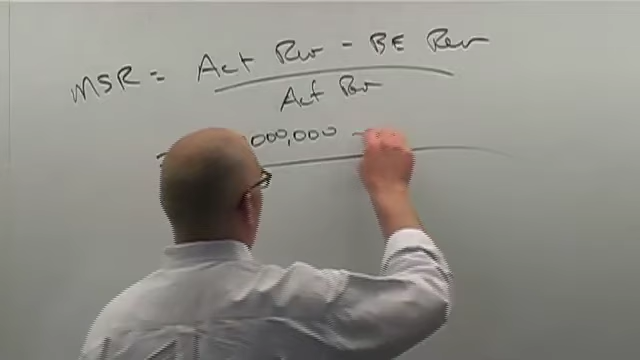 MSR = Act Rev - BE Rev
Act Rev
000,000 -